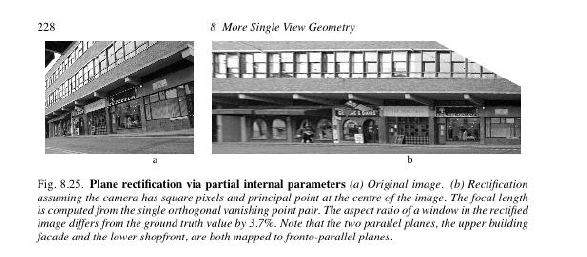 228
8 More Single View Geometry
GEORGE & DANS
a
b
Fig. 8.25. Plane rectification via partial internal parameters (a) Original image. (b) Rectification
assuming the camera has square pixels and principal point at the centre of the image. The focal length
is computed from the single orthogonal vanishing point pair. The aspect ratio of a window in the rectified
image differs from the ground truth value by 3.7%. Note that the two parallel planes, the upper building
facade and the lower shopfront, are both mapped to fronto-parallel planes.